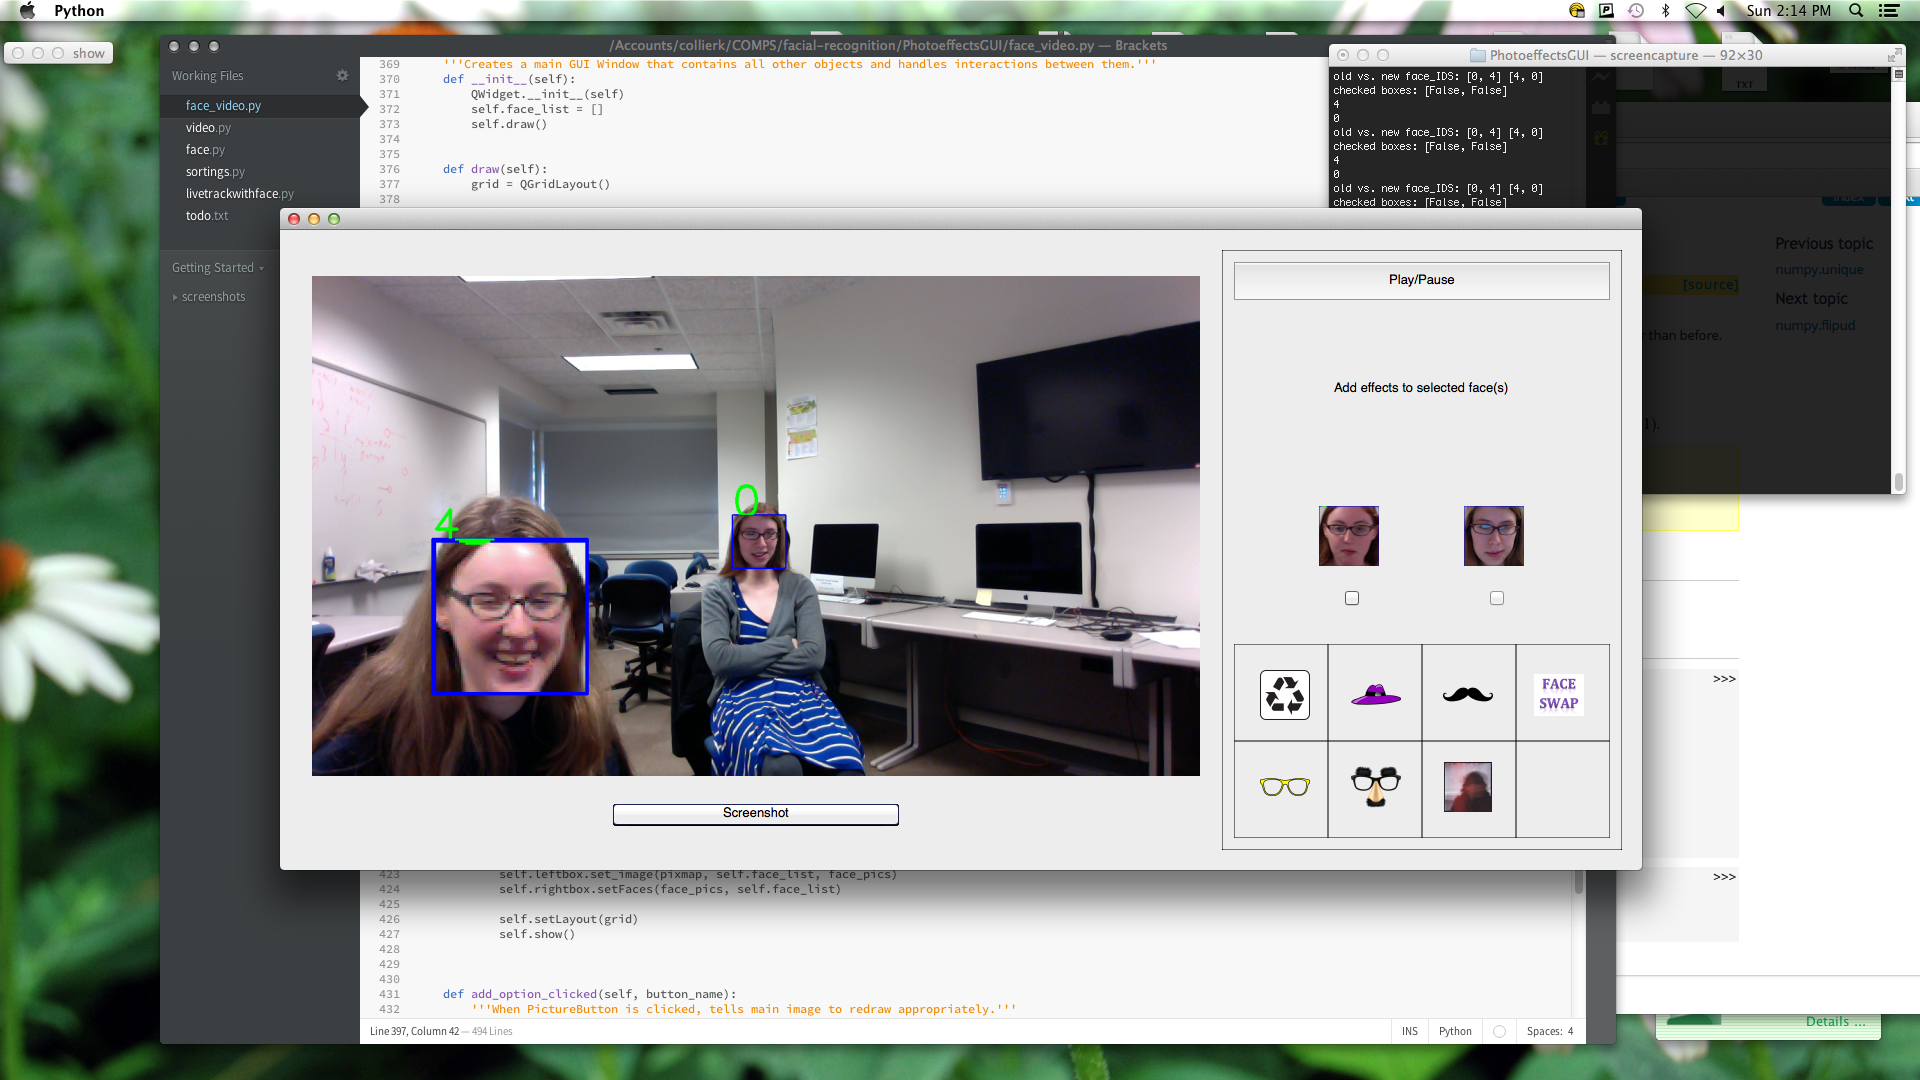 Python
Sun 2:14 PM
show
/Accounts/collierk/COMPS/facial-recognition/PhotoeffectsGUI/face_video.py — Brackets
Working Files
face_video.py
video.py
face.py
sortings.py
livetrackwithface.py
todo.txt
Getting Started
screenshots
369 '''Creates a main GUI Window that contains all other objects and handles interactions between them.'''
370 def __init__(self):
371 QWidget.__init__(self)
372 self.face_list = []
373 self.draw()
374
375
376 def draw(self):
377 grid = QGridLayout()
378
PhotoeffectsGUI — screencapture — 92×30
old vs. new face_IDS: [0, 4] [4, 0]
checked boxes: [False, False]
4
0
old vs. new face_IDS: [0, 4] [4, 0]
checked boxes: [False, False]
4
0
old vs. new face_IDS: [0, 4] [4, 0]
checked boxes: [False, False]
TXT
index
Previous topic
numpy.unique
[source]
Next topic
numpy.flipud
than before.
4
0
Play/Pause
Add effects to selected face(s)
FACE
SWAP
Screenshot
>>>
>>>
423 self.leftbox.set_image(pixmap, self.face_list, face_pics)
424 self.rightbox.setFaces(face_pics, self.face_list)
425
426 self.setLayout(grid)
427 self.show()
428
429
430
431 def add_option_clicked(self, button_name):
432 '''When PictureButton is clicked, tells main image to redraw appropriately.'''
Line 397, Column 42 — 494 Lines
INS
Python
Spaces: 4
Details ...